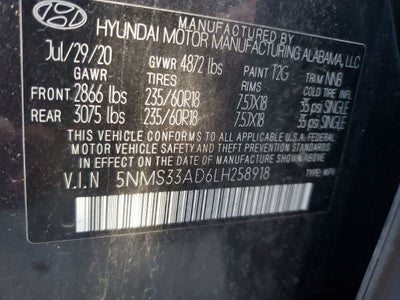 MANUFACTURED BY
HYUNDAI MOTOR MANUFACTURING ALABAMA, LLC
Jul/29/20 GVWR 4872 lbs PAINT T2G TRIM NNB
GAWR TIRES RIMS COLD TIRE INFL
FRONT 2866 lbs 235/60R18 7.5JX18 35 psi SINGLE
REAR 3075 lbs 235/60R18 7.5JX18 35 psi SINGLE
THIS VEHICLE CONFORMS TO ALL APPLICABLE U.S. FEDERAL
MOTOR VEHICLE SAFETY AND THEFT PREVENTION STANDARDS
IN EFFECT ON THE DATE OF MANUFACTURE SHOWN ABOVE.
V.I.N 5NMS33AD6LH258918 TYPE: MPV